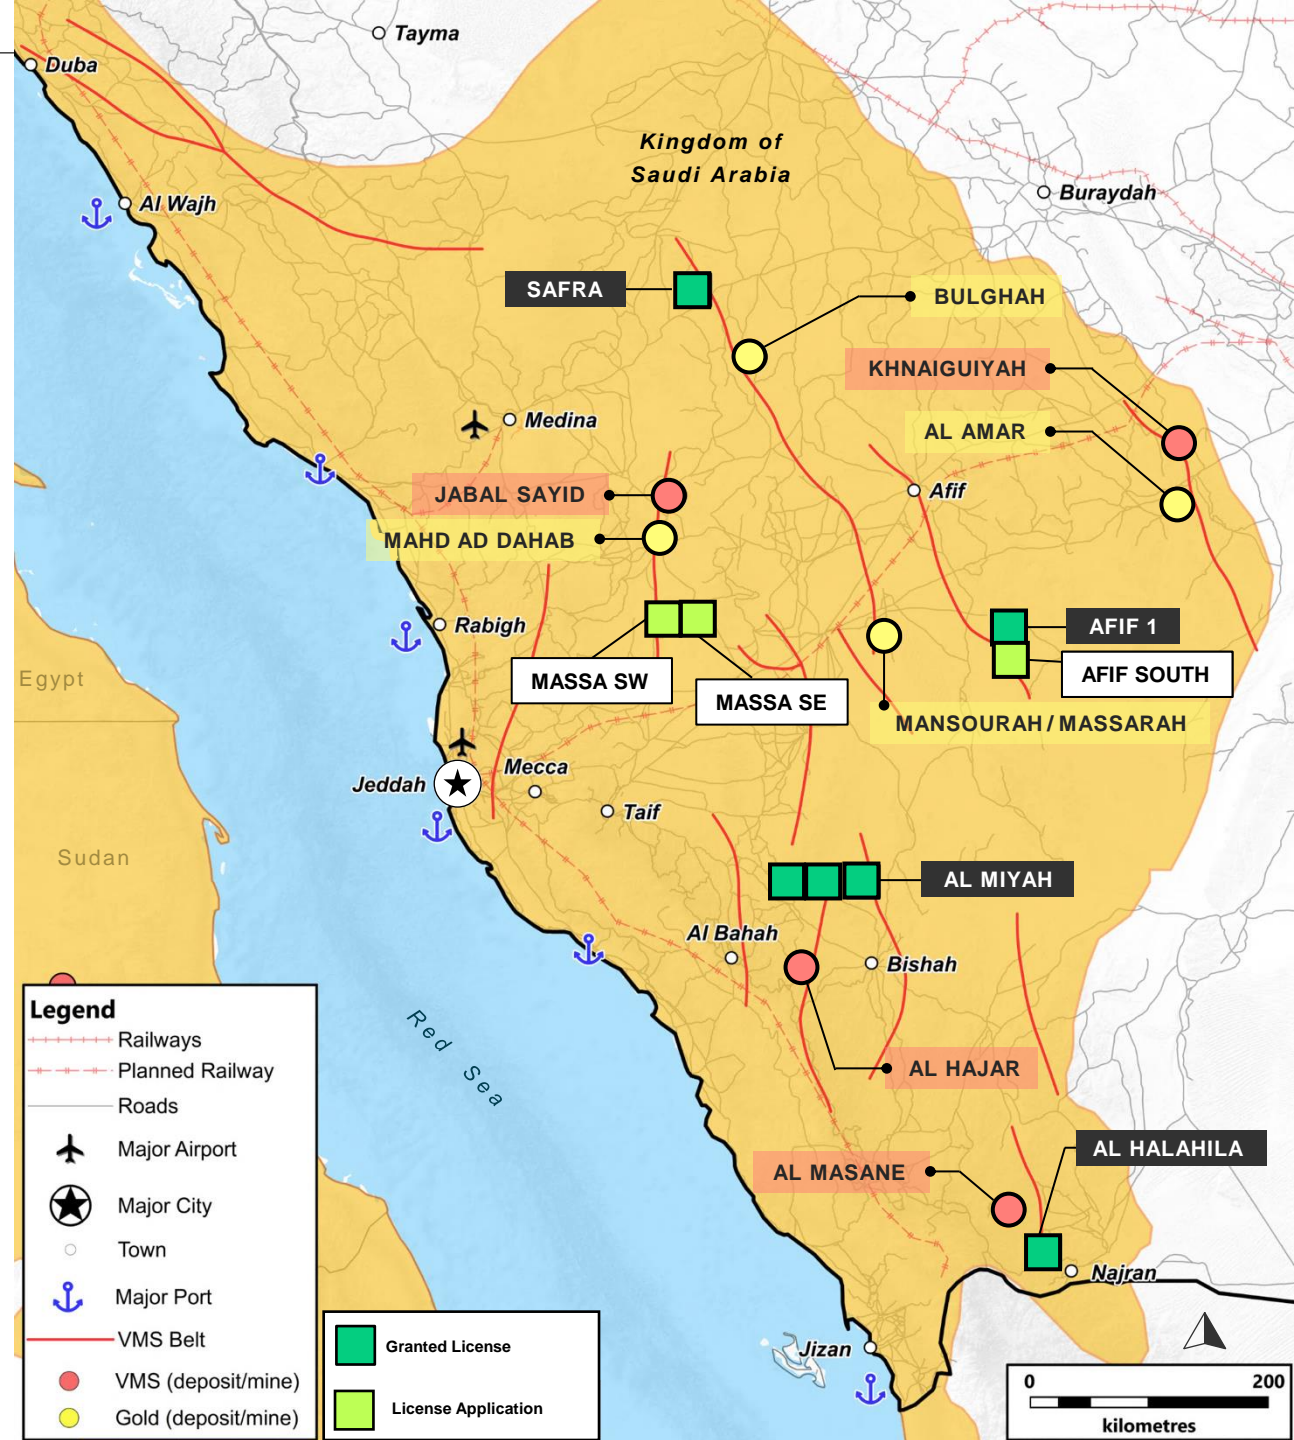 Tayma
Duba
Kingdom of
Saudi Arabia
Buraydah
Al Wajh
SAFRA
BULGHAH
KHNAIGUIYAH
Medina
AL AMAR
JABAL SAYID
Afif
MAHD AD DAHAB
Rabigh
AFIF 1
Egypt
MASSA SW
AFIF SOUTH
MASSA SE
MANSOURAH / MASSARAH
Mecca
Jeddah
Taif
Sudan
AL MIYAH
Al Bahah
Bishah
Red Sea
AL HAJAR
AL HALAHILA
AL MASANE
Najran
Jizan
Legend
Railways
Planned Railway
Roads
Major Airport
Major City
Town
Major Port
VMS Belt
VMS (deposit/mine)
Gold (deposit/mine)
Granted License
License Application
0 200
kilometres